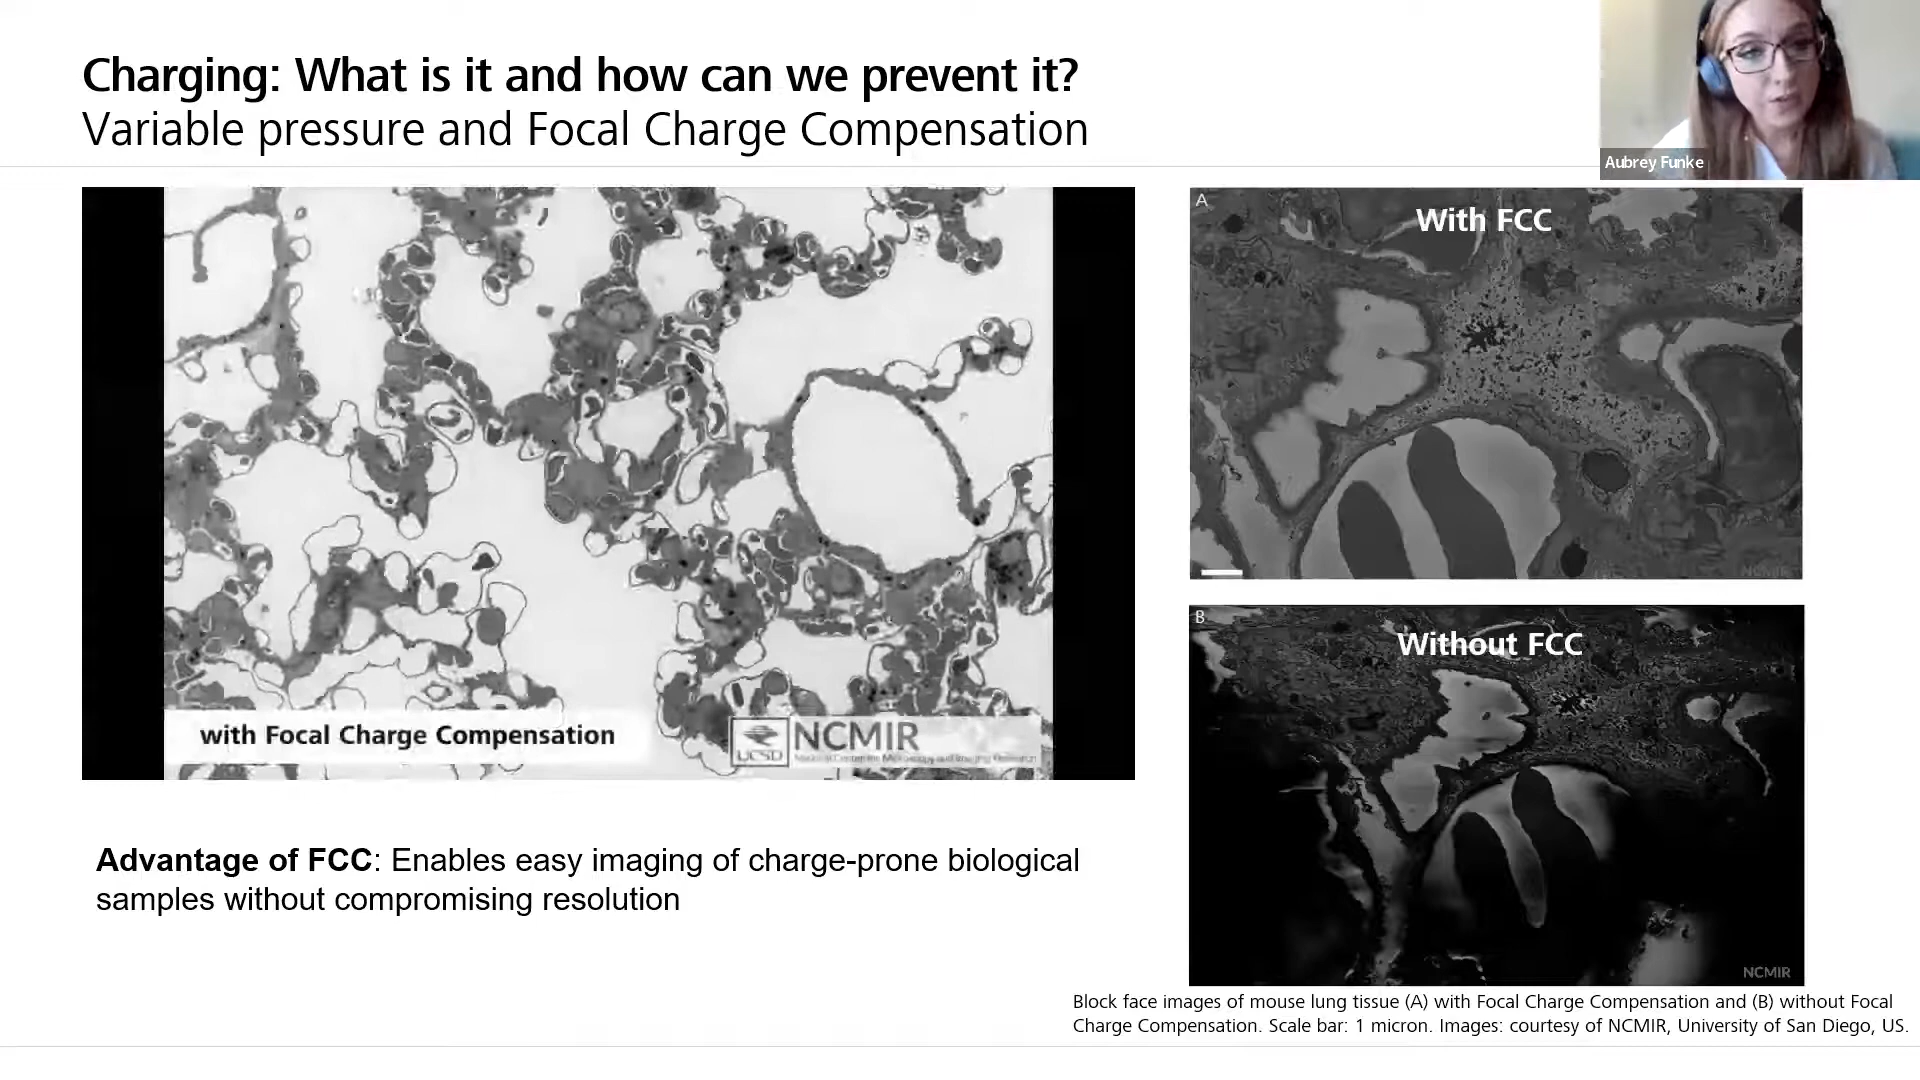 Charging: What is it and how can we prevent it?
Variable pressure and Focal Charge Compensation
Aubrey Funke
with Focal Charge Compensation
UCSD
NCMIR
National Center for Microscopy and Imaging Research
A
With FCC
NCMIR
B
Without FCC
NCMIR
Advantage of FCC: Enables easy imaging of charge-prone biological
samples without compromising resolution
Block face images of mouse lung tissue (A) with Focal Charge Compensation and (B) without Focal
Charge Compensation. Scale bar: 1 micron. Images: courtesy of NCMIR, University of San Diego, US.